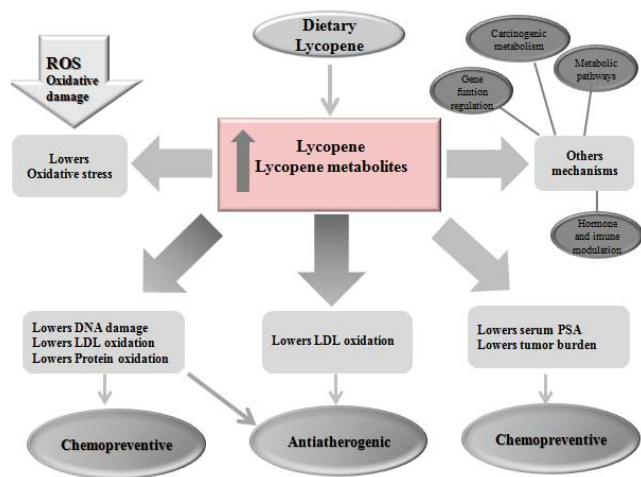 Dietary
Lycopene
ROS
Oxidative
damage
Carcinogenic
metabolism
Metabolic
pathways
Gene
funtion
regulation
Lowers
Oxidative stress
Lycopene
Lycopene metabolites
Others
mechanisms
Hormone
and imune
modulation
Lowers DNA damage
Lowers LDL oxidation
Lowers Protein oxidation
Lowers LDL oxidation
Lowers serum PSA
Lowers tumor burden
Chemopreventive
Antiatherogenic
Chemopreventive